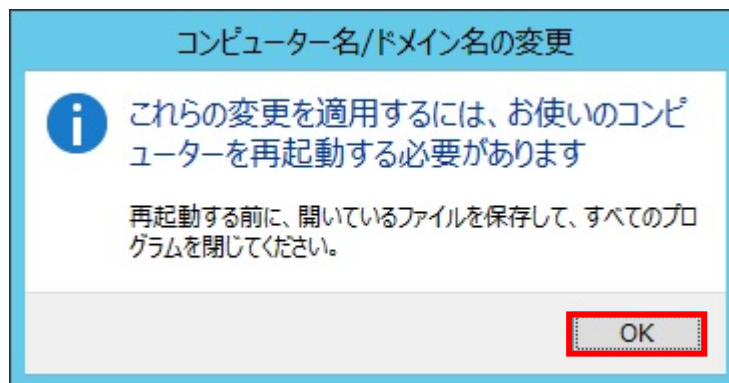 コンピューター名/ドメイン名の変更
これらの変更を適用するには、お使いのコンピ
ューターを再起動する必要があります
再起動する前に、開いているファイルを保存して、すべてのプロ
グラムを閉じてください。
OK